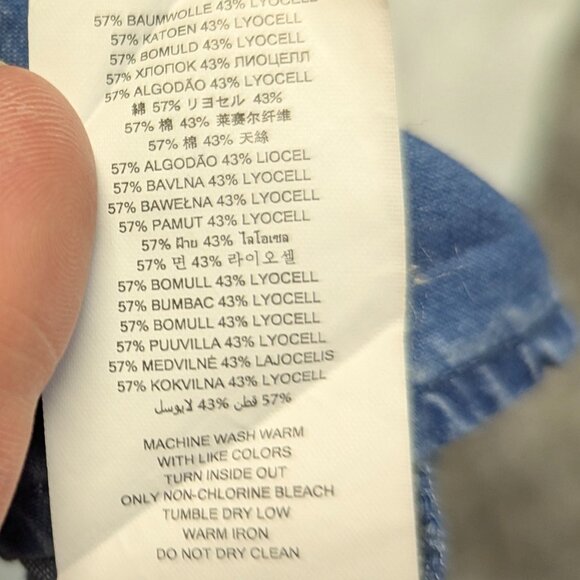 57% BAUMWOLLE 43% LYOCELL
57% KATOEN 43% LYOCELL
57% BOMULD 43% LYOCELL
57% ХЛОПОК 43% ЛИОЦЕЛЛ
57% ALGODÃO 43% LYOCELL
綿 57% リヨセル 43%
57% 棉 43% 莱赛尔纤维
57% 棉 43% 天絲
57% ALGODÃO 43% LIOCEL
57% BAVLNA 43% LYOCELL
57% BAWEŁNA 43% LYOCELL
57% PAMUT 43% LYOCELL
57% ฝ้าย 43% ไลโอเซล
57% 면 43% 라이오 셀
57% BOMULL 43% LYOCELL
57% BUMBAC 43% LYOCELL
57% BOMULL 43% LYOCELL
57% PUUVILLA 43% LYOCELL
57% MEDVILNĖ 43% LAJOCELIS
57% KOKVILNA 43% LYOCELL
57% قطن 43% لايوسل
MACHINE WASH WARM
WITH LIKE COLORS
TURN INSIDE OUT
ONLY NON-CHLORINE BLEACH
TUMBLE DRY LOW
WARM IRON
DO NOT DRY CLEAN